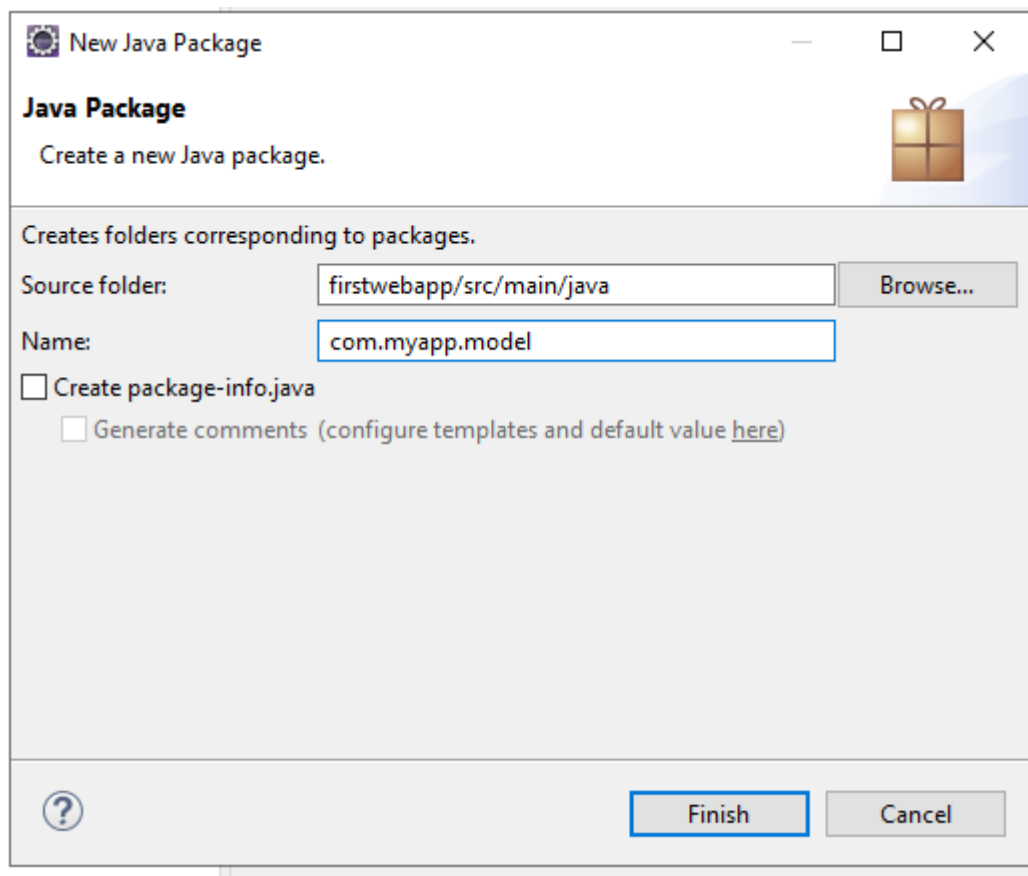 New Java Package
Java Package
Create a new Java package.
Creates folders corresponding to packages.
Source folder: firstwebapp/src/main/java Browse...
Name: com.myapp.model
Create package-info.java
Generate comments (configure templates and default value here)
? Finish Cancel